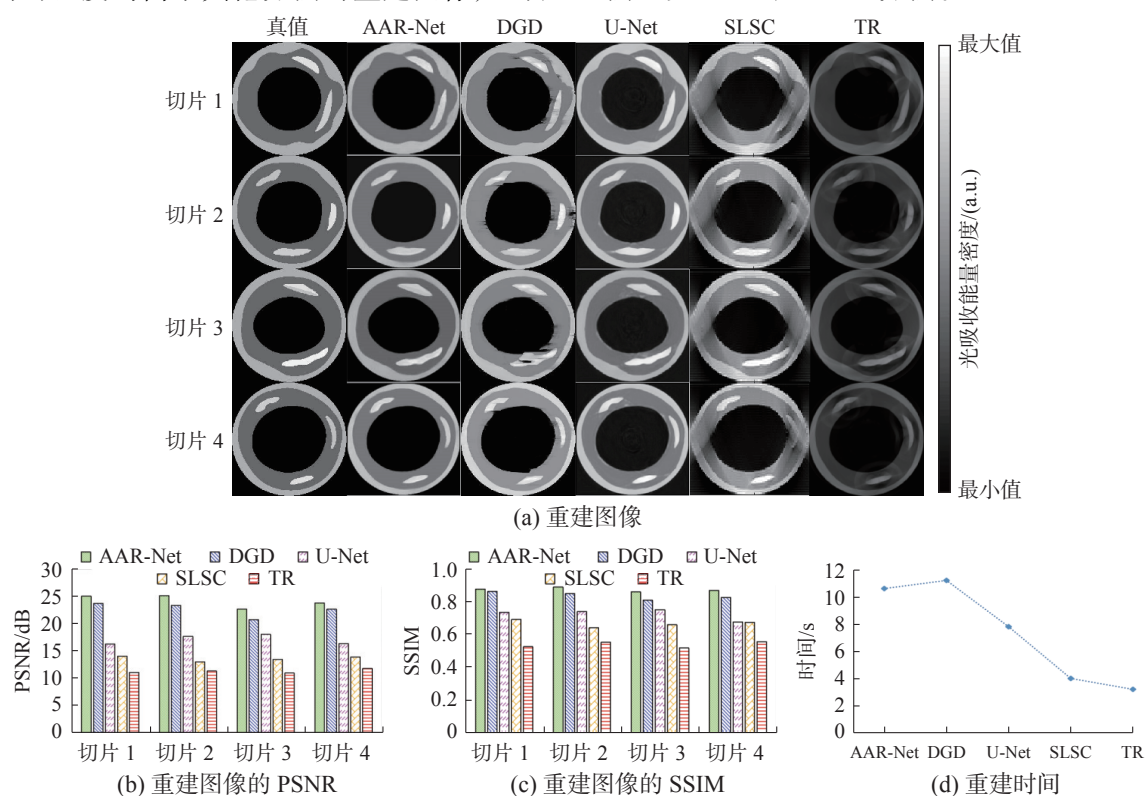 真值 AAR-Net DGD U-Net SLSC TR
最大值
切片 1
切片 2
切片 3
切片 4
光吸收能量密度/(a.u.)
最小值
(a) 重建图像
AAR-Net DGD U-Net
SLSC TR
PSNR/dB
30
25
20
15
10
5
0
切片 1 切片 2 切片 3 切片 4
(b) 重建图像的 PSNR
AAR-Net DGD U-Net
SLSC TR
SSIM
1.0
0.8
0.6
0.4
0.2
0
切片 1 切片 2 切片 3 切片 4
(c) 重建图像的 SSIM
时间/s
12
10
8
6
4
2
0
AAR-Net DGD U-Net SLSC TR
(d) 重建时间